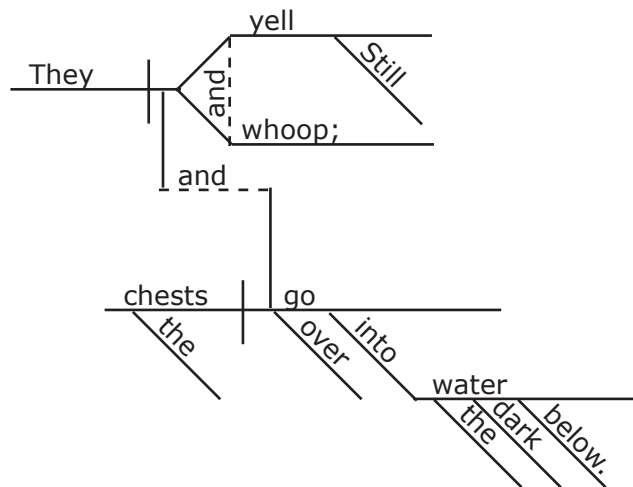 yell
They
and
Still
whoop;
and
chests
go
the
over
into
water
the
dark
below.